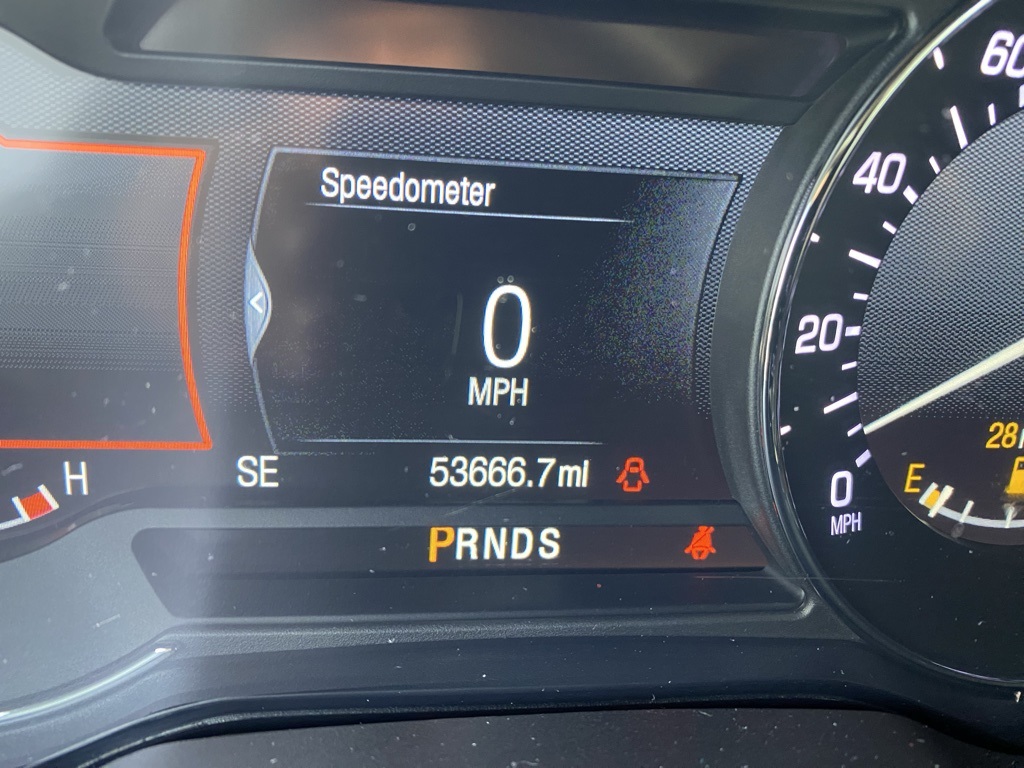 Speedometer
0
MPH
H
SE
53666.7mi
PRNDS
60
40
20
0
MPH
28
E